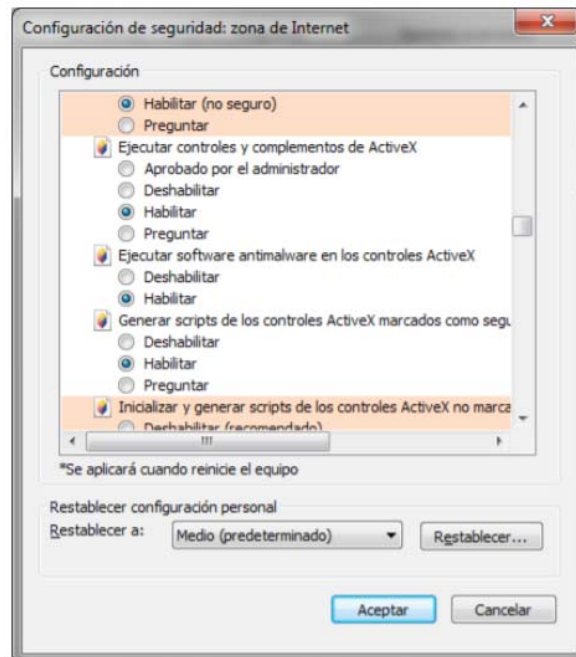 Configuración de seguridad: zona de Internet
Configuración
Habilitar (no seguro)
Preguntar
Ejecutar controles y complementos de ActiveX
Aprobado por el administrador
Deshabilitar
Habilitar
Preguntar
Ejecutar software antimalware en los controles ActiveX
Deshabilitar
Habilitar
Generar scripts de los controles ActiveX marcados como segu
Deshabilitar
Habilitar
Preguntar
Inicializar y generar scripts de los controles ActiveX no marca
Deshabilitar (recomendado)
*Se aplicará cuando reinicie el equipo
Restablecer configuración personal
Restablecer a: Medio (predeterminado) Restablecer...
Aceptar Cancelar